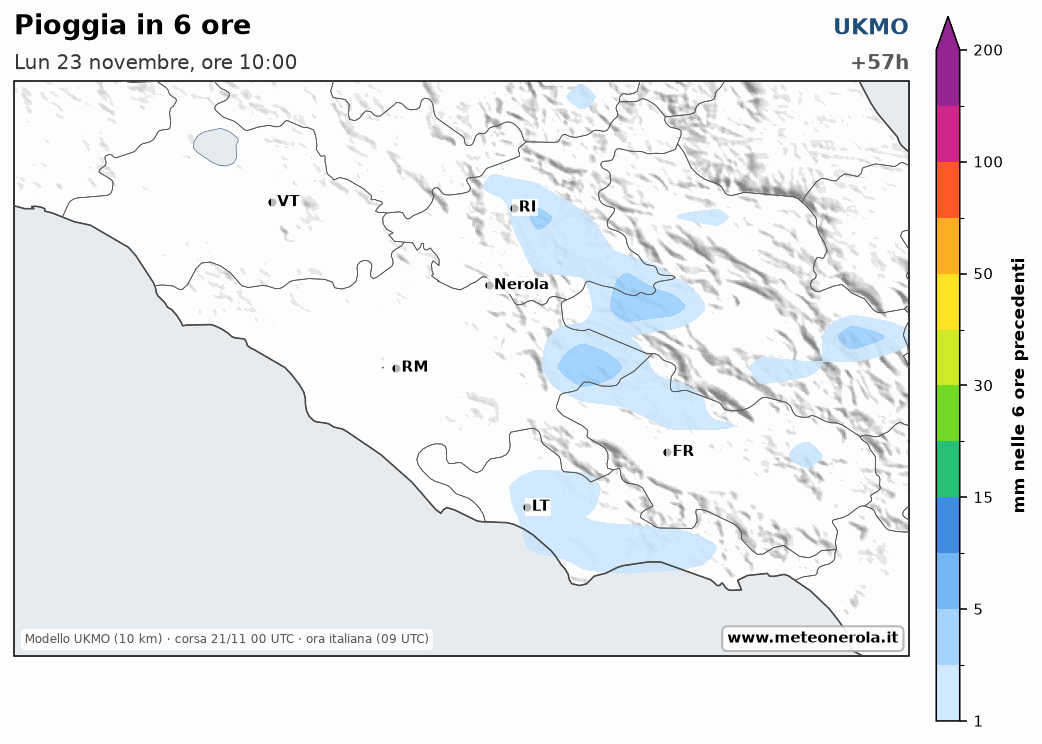 Pioggia in 6 ore
UKMO
Lun 23 novembre, ore 10:00
+57h
VT
RI
Nerola
RM
FR
LT
Modello UKMO (10 km) · corsa 21/11 00 UTC · ora italiana (09 UTC)
www.meteonerola.it
200
100
50
30
15
5
1
mm nelle 6 ore precedenti